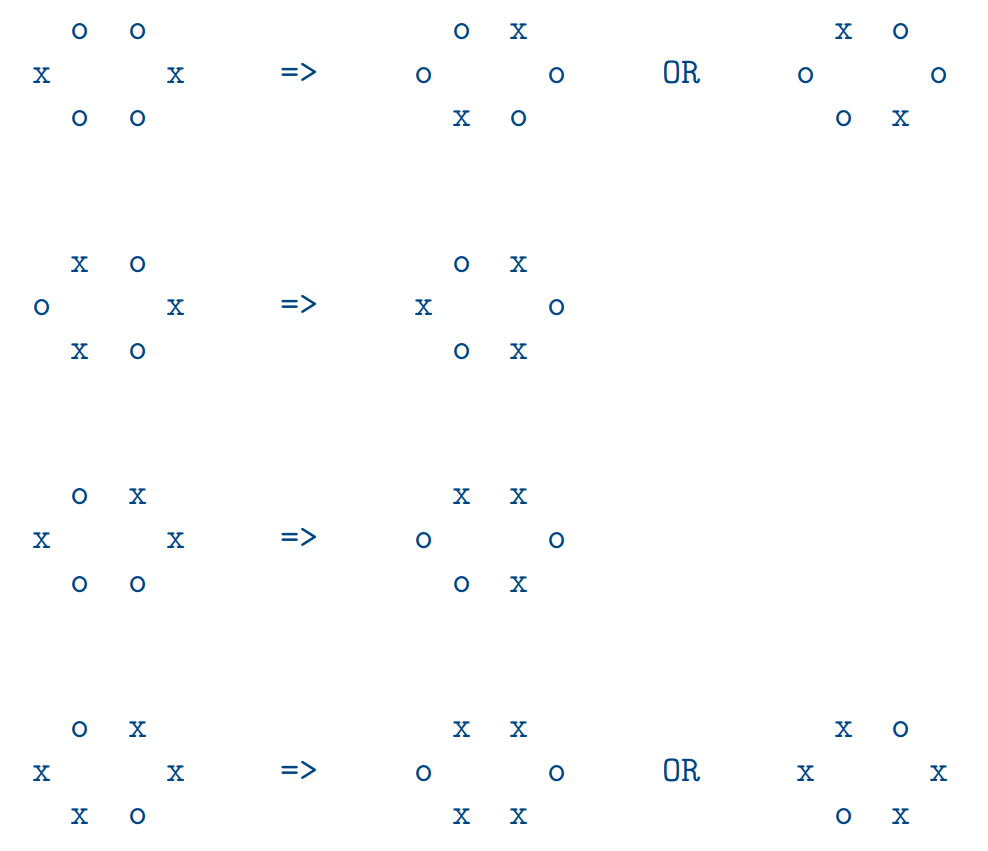 o o o x x o
x x => o o OR o o
o o x o o x
x o o x
o x => x o
x o o x
o x x x
x x => o o
o o o x
o x x x x o
x x => o o OR x x
x o x x o x